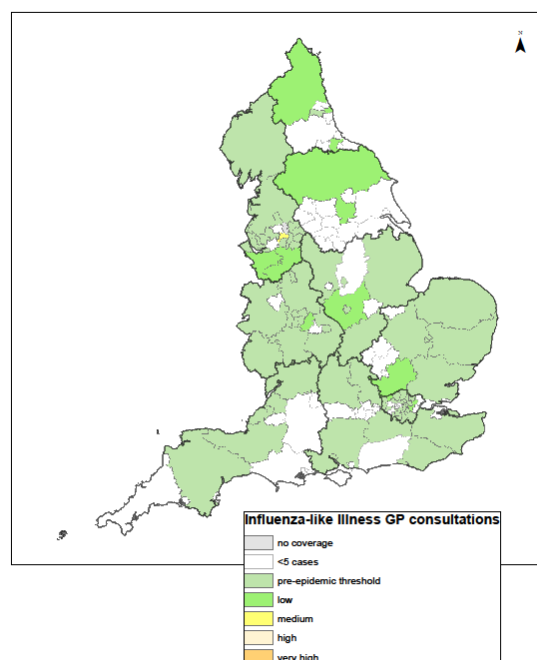 N
Influenza-like Illness GP consultations
no coverage
<5 cases
pre-epidemic threshold
low
medium
high
very high